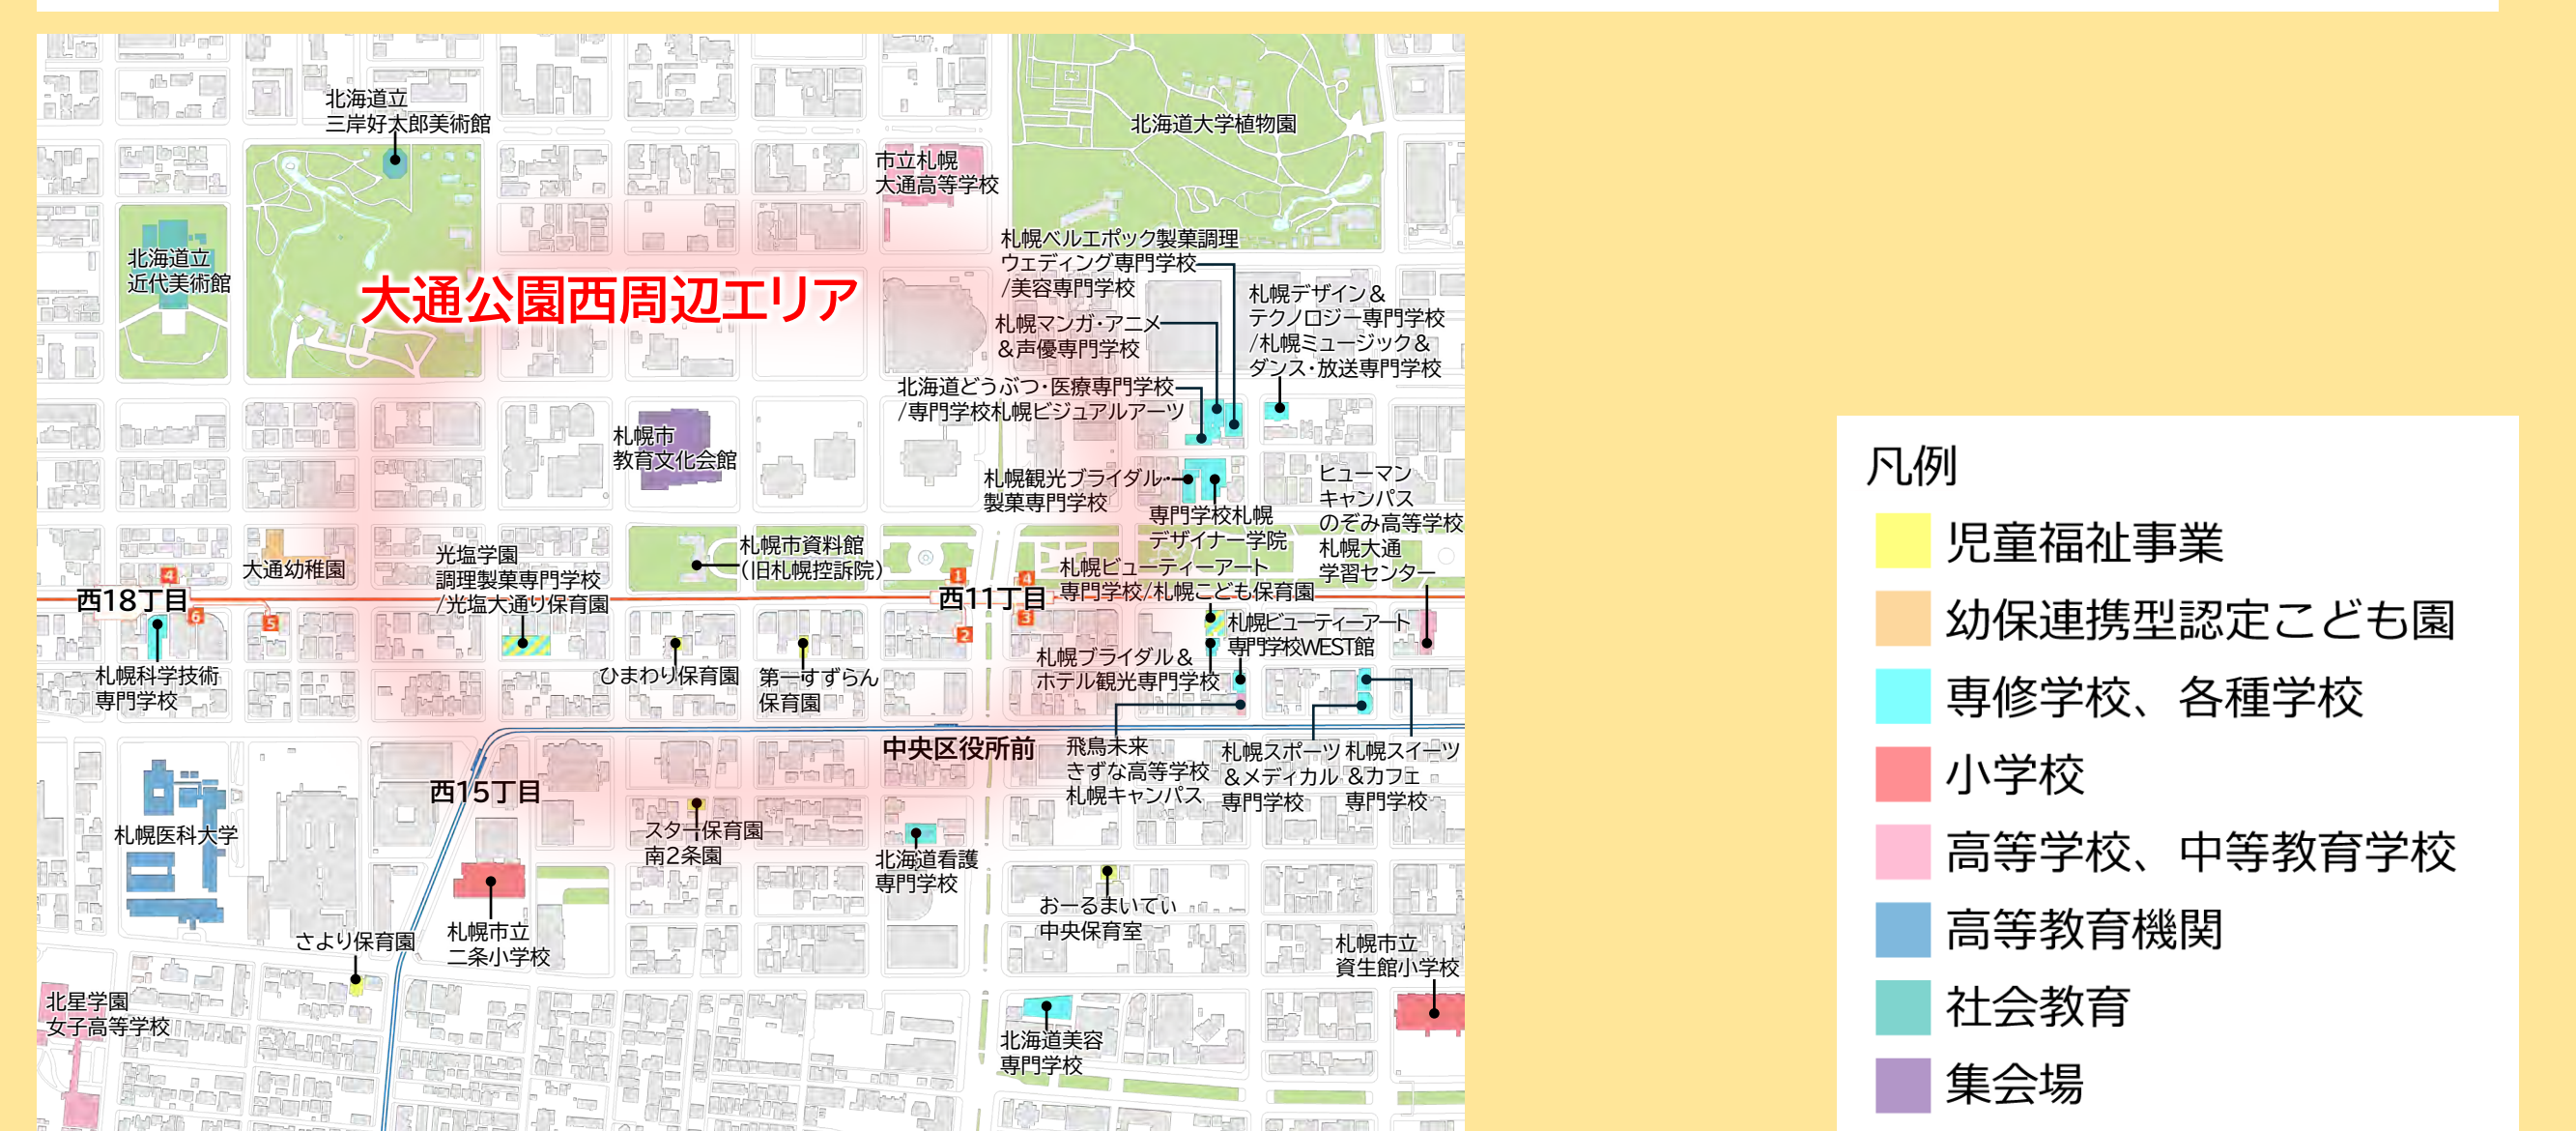 北海道立
三岸好太郎美術館
北海道大学植物園
市立札幌
大通高等学校
北海道立
近代美術館
大通公園西周辺エリア
札幌ベルエポック製菓調理
ウェディング専門学校
/美容専門学校
札幌デザイン＆
テクノロジー専門学校
/札幌ミュージック＆
ダンス・放送専門学校
札幌マンガ・アニメ
＆声優専門学校
北海道どうぶつ・医療専門学校
/専門学校札幌ビジュアルアーツ
札幌市
教育文化会館
札幌観光ブライダル・
製菓専門学校
専門学校札幌
デザイナー学院
ヒューマン
キャンパス
のぞみ高等学校
札幌大通
学習センター
大通幼稚園
光塩学園
調理製菓専門学校
/光塩大通り保育園
札幌市資料館
(旧札幌控訴院)
札幌ビューティーアート
専門学校/札幌こども保育園
4
西18丁目
6
5
1
4
西11丁目
3
2
札幌ビューティーアート
専門学校WEST館
札幌科学技術
専門学校
ひまわり保育園
第一すずらん
保育園
札幌ブライダル＆
ホテル観光専門学校
中央区役所前
飛鳥未来
きずな高等学校
札幌キャンパス
札幌スポーツ
＆メディカル
専門学校
札幌スイーツ
＆カフェ
専門学校
西15丁目
札幌医科大学
スター保育園
南2条園
北海道看護
専門学校
おーるまいてい
中央保育室
さより保育園
札幌市立
二条小学校
札幌市立
資生館小学校
北星学園
女子高等学校
北海道美容
専門学校
凡例
児童福祉事業
幼保連携型認定こども園
専修学校、各種学校
小学校
高等学校、中等教育学校
高等教育機関
社会教育
集会場